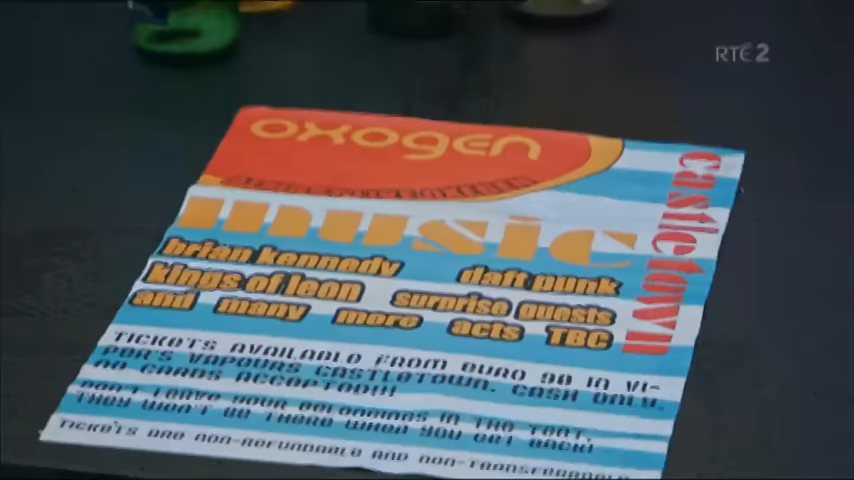 RTÉ 2
oxogen
music
castletown
brian kennedy daft punk
kings of leon surprise guests
and many more acts TBC
TICKETS AVAILABLE FROM EURO 90 IN VI-
POR'S VAPOURS CASTLETOWN. CASH ONLY.
NO CARDS ACCEPTED!!!
DON'T LEAVE YOUR BELONGINGS IN THE TENT,
THEY WON'T BE THERE WHEN YOU GET BACK!
TICKETS ARE NON-REFUNDABLE AND NON-TRANSFERABLE